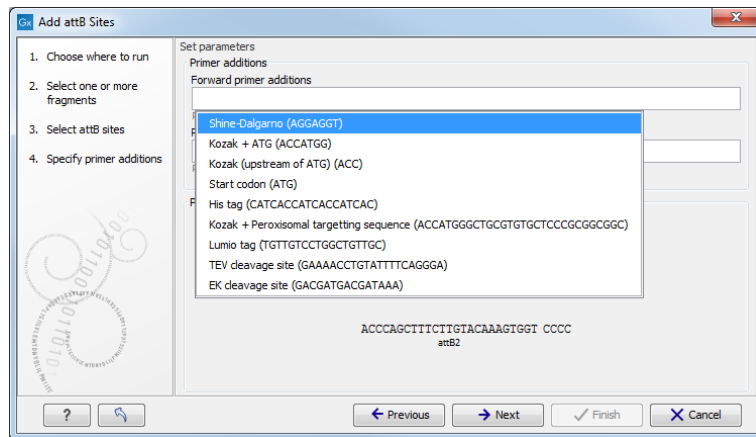 Gx Add attB Sites
1. Choose where to run
2. Select one or more
fragments
3. Select attB sites
4. Specify primer additions
Set parameters
Primer additions
Forward primer additions
Shine-Dalgarno (AGGAGGT)
Kozak + ATG (ACCATGG)
Kozak (upstream of ATG) (ACC)
Start codon (ATG)
His tag (CATCACCATCACCATCAC)
Kozak + Peroxisomal targetting sequence (ACCATGGGCTGCGTGTGCTCCCGCGGCGGC)
Lumio tag (TGTTGTCCTGGCTGTTGC)
TEV cleavage site (GAAAACCTGTATTTTCAGGGA)
EK cleavage site (GACGATGACGATAAA)
ACCCAGCTTTCTTGTACAAAGTGGT CCCC
attB2
?
Previous
Next
Finish
Cancel